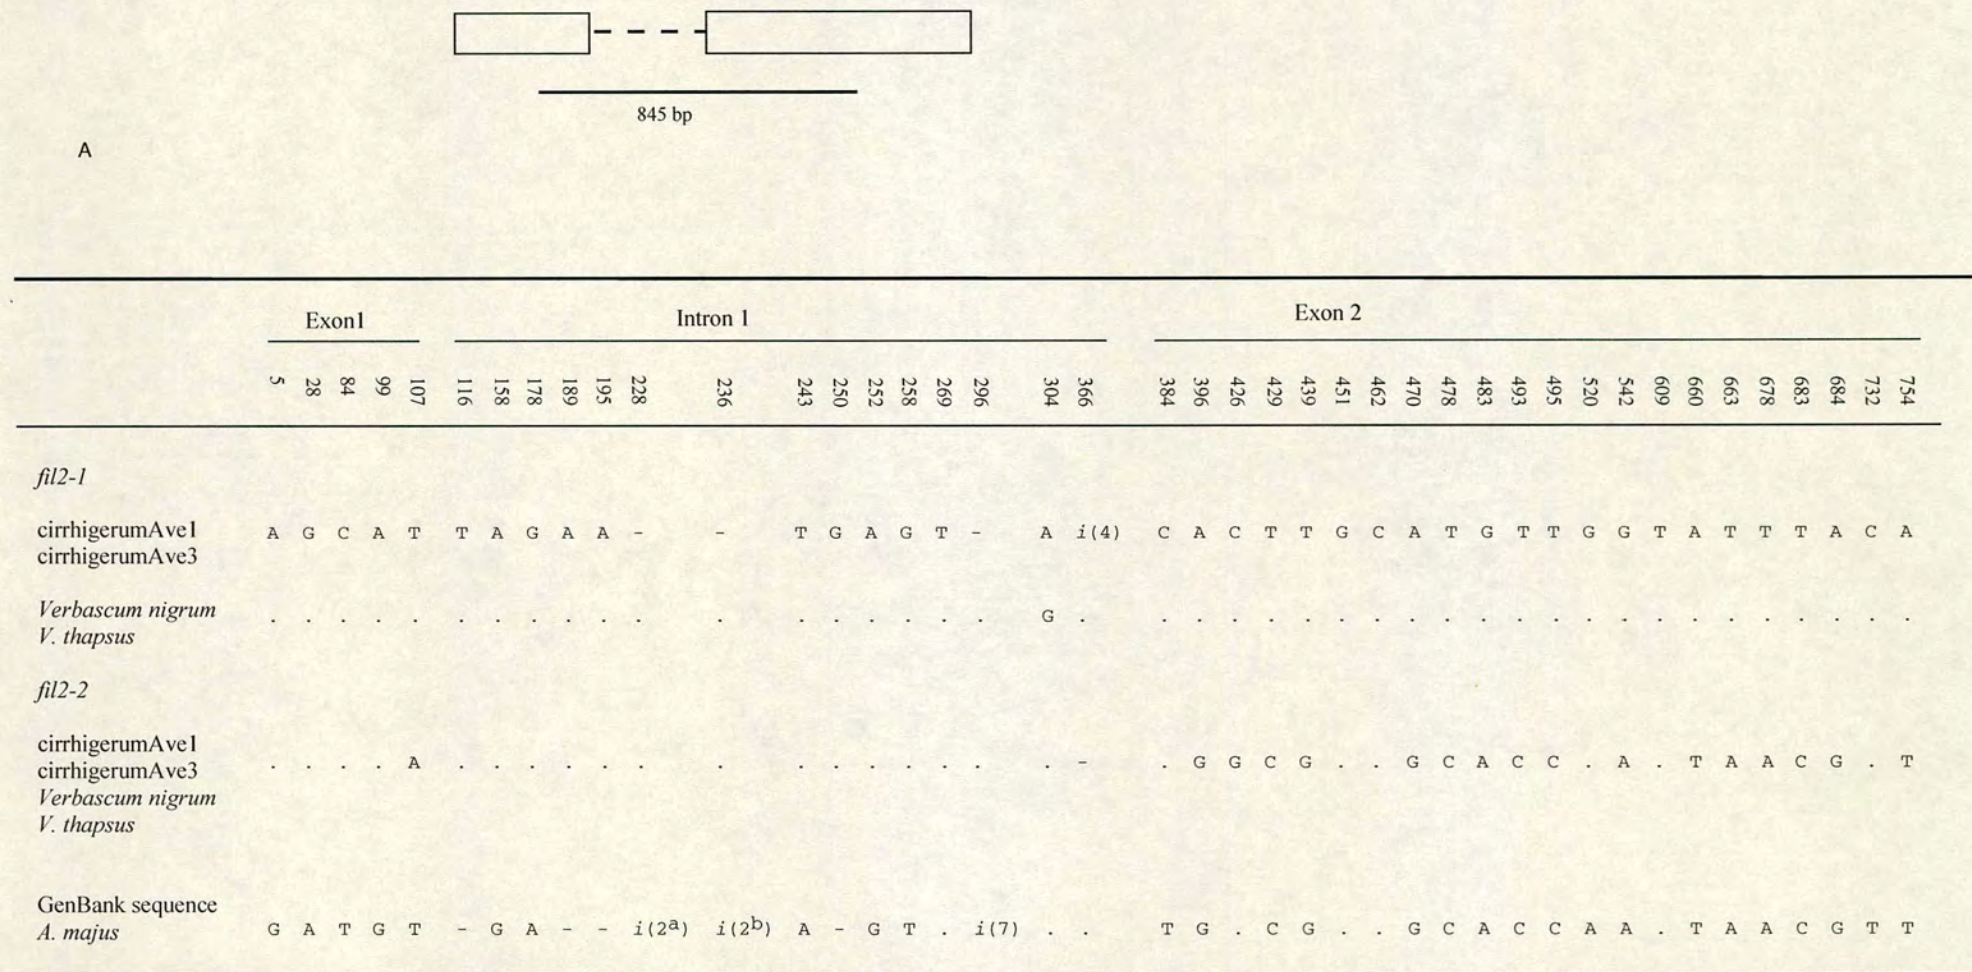 845 bp
A
Exon1 Intron 1 Exon 2
5 28 84 99 107 116 158 178 189 195 228 236 243 250 252 258 269 296 304 366 384 396 426 429 439 451 462 470 478 483 493 495 520 542 609 660 663 678 683 684 732 754
fil2-1
cirrhigerumAve1 A G C A T T A G A A - - T G A G T - A i(4) C A C T T G C A T G T T G G T A T T T A C A
cirrhigerumAve3
Verbascum nigrum . . . . . . . . . . . . . . . . . . G . . . . . . . . . . . . . . . . . . . . . . .
V. thapsus
fil2-2
cirrhigerumAve1
cirrhigerumAve3 . . . . A . . . . . . . . . . . . . . - . G G C G . . G C A C C . A . T A A C G . T
Verbascum nigrum
V. thapsus
GenBank sequence
A. majus G A T G T - G A - - i(2a) i(2b) A - G T . i(7) . . T G . C G . . G C A C C A A . T A A C G T T